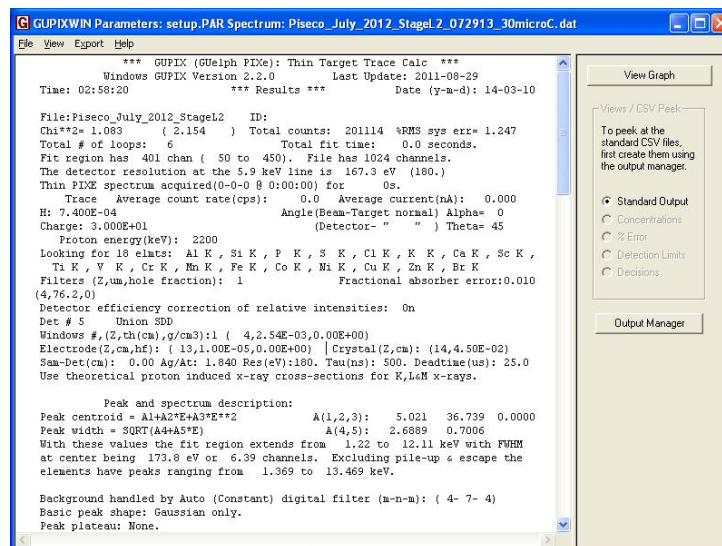 GUPIXWIN Parameters: setup.PAR Spectrum: Piseco_July_2012_StageL2_072913_30microC.dat
File View Export Help
*** GUPIX (GUelph PIXe): Thin Target Trace Calc ***
Windows GUPIX Version 2.2.0 Last Update: 2011-08-29
Time: 02:58:20 *** Results *** Date (y-m-d): 14-03-10
File:Piseco_July_2012_StageL2 ID:
Chi**2= 1.083 ( 2.154 ) Total counts: 201114 %RMS sys err= 1.247
Total # of loops: 6 Total fit time: 0.0 seconds.
Fit region has 401 chan ( 50 to 450). File has 1024 channels.
The detector resolution at the 5.9 keV line is 167.3 eV (180.)
Thin PIXE spectrum acquired(0-0-0 @ 0:00:00) for 0s.
Trace Average count rate(cps): 0.0 Average current(nA): 0.000
H: 7.400E-04 Angle(Beam-Target normal) Alpha= 0
Charge: 3.000E+01 (Detector- " " ) Theta= 45
Proton energy(keV): 2200
Looking for 18 elmts: Al K , Si K , P K , S K , Cl K , K K , Ca K , Sc K ,
Ti K , V K , Cr K , Mn K , Fe K , Co K , Ni K , Cu K , Zn K , Br K
Filters (Z,um,hole fraction): 1 Fractional absorber error:0.010
(4,76.2,0)
Detector efficiency correction of relative intensities: On
Det # 5 Union SDD
Windows #,(Z,th(cm),g/cm3):1 ( 4,2.54E-03,0.00E+00)
Electrode(Z,cm,hf): ( 13,1.00E-05,0.00E+00) | Crystal(Z,cm): (14,4.50E-02)
Sam-Det(cm): 0.00 Ag/At: 1.840 Res(eV):180. Tau(ns): 500. Deadtime(us): 25.0
Use theoretical proton induced x-ray cross-sections for K,L&M x-rays.
Peak and spectrum description:
Peak centroid = A1+A2*E+A3*E**2 A(1,2,3): 5.021 36.739 0.0000
Peak width = SQRT(A4+A5*E) A(4,5): 2.6889 0.7006
With these values the fit region extends from 1.22 to 12.11 keV with FWHM
at center being 173.8 eV or 6.39 channels. Excluding pile-up & escape the
elements have peaks ranging from 1.369 to 13.469 keV.
Background handled by Auto (Constant) digital filter (m-n-m): ( 4- 7- 4)
Basic peak shape: Gaussian only.
Peak plateau: None.
View Graph
Views / CSV Peek
To peek at the
standard CSV files,
first create them using
the output manager.
Standard Output
Concentrations
% Error
Detection Limits
Decisions
Output Manager